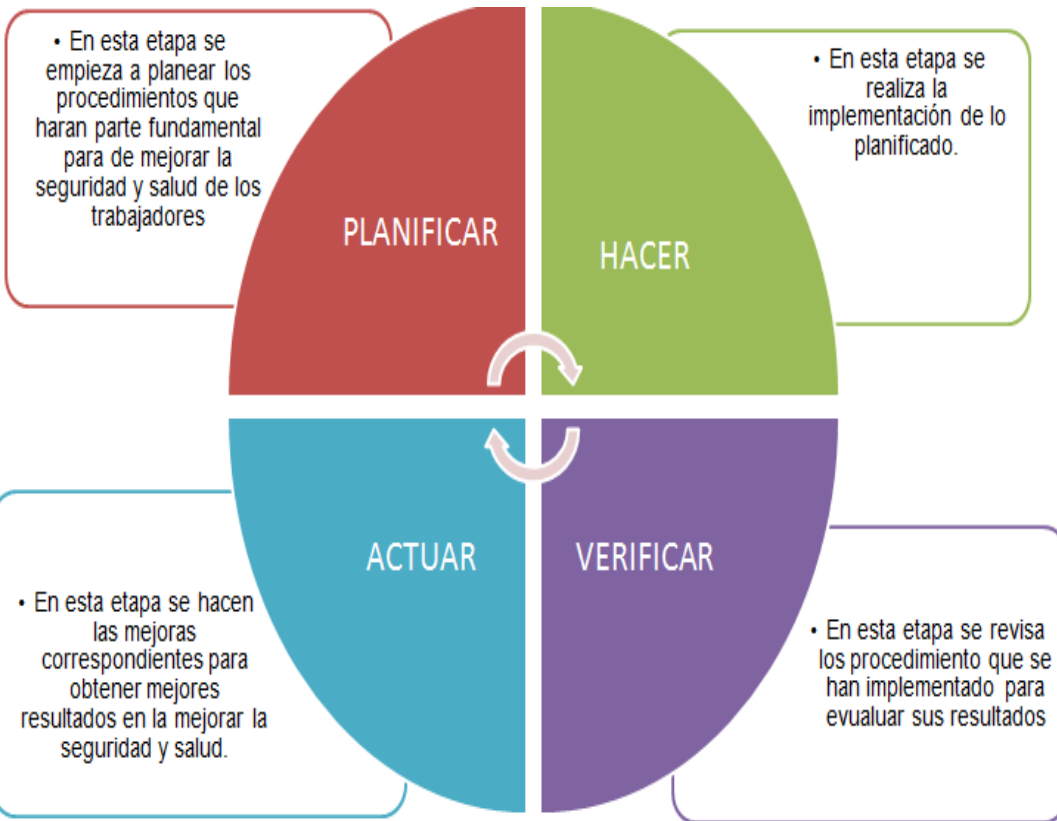 • En esta etapa se
empieza a planear los
procedimientos que
haran parte fundamental
para de mejorar la
seguridad y salud de los
trabajadores
PLANIFICAR
HACER
• En esta etapa se
realiza la
implementación de lo
planificado.
ACTUAR
VERIFICAR
• En esta etapa se hacen
las mejoras
correspondientes para
obtener mejores
resultados en la mejorar la
seguridad y salud.
• En esta etapa se revisa
los procedimiento que se
han implementado para
evualuar sus resultados